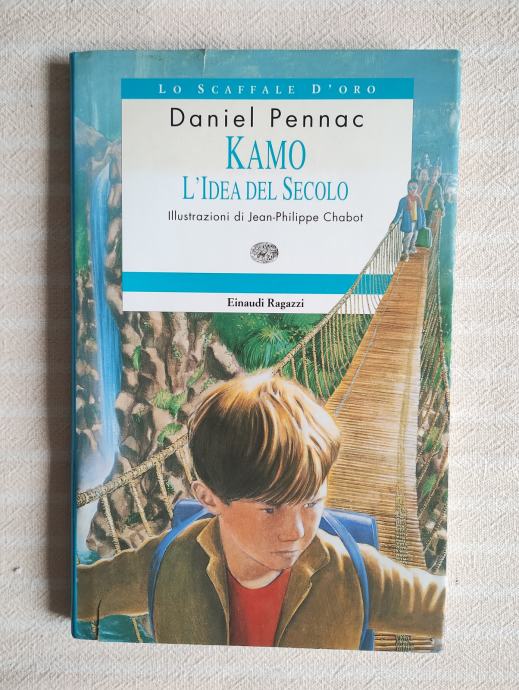 Lo Scaffale D'oro
Daniel Pennac
Kamo
L'Idea del Secolo
Illustrazioni di Jean-Philippe Chabot
Einaudi Ragazzi